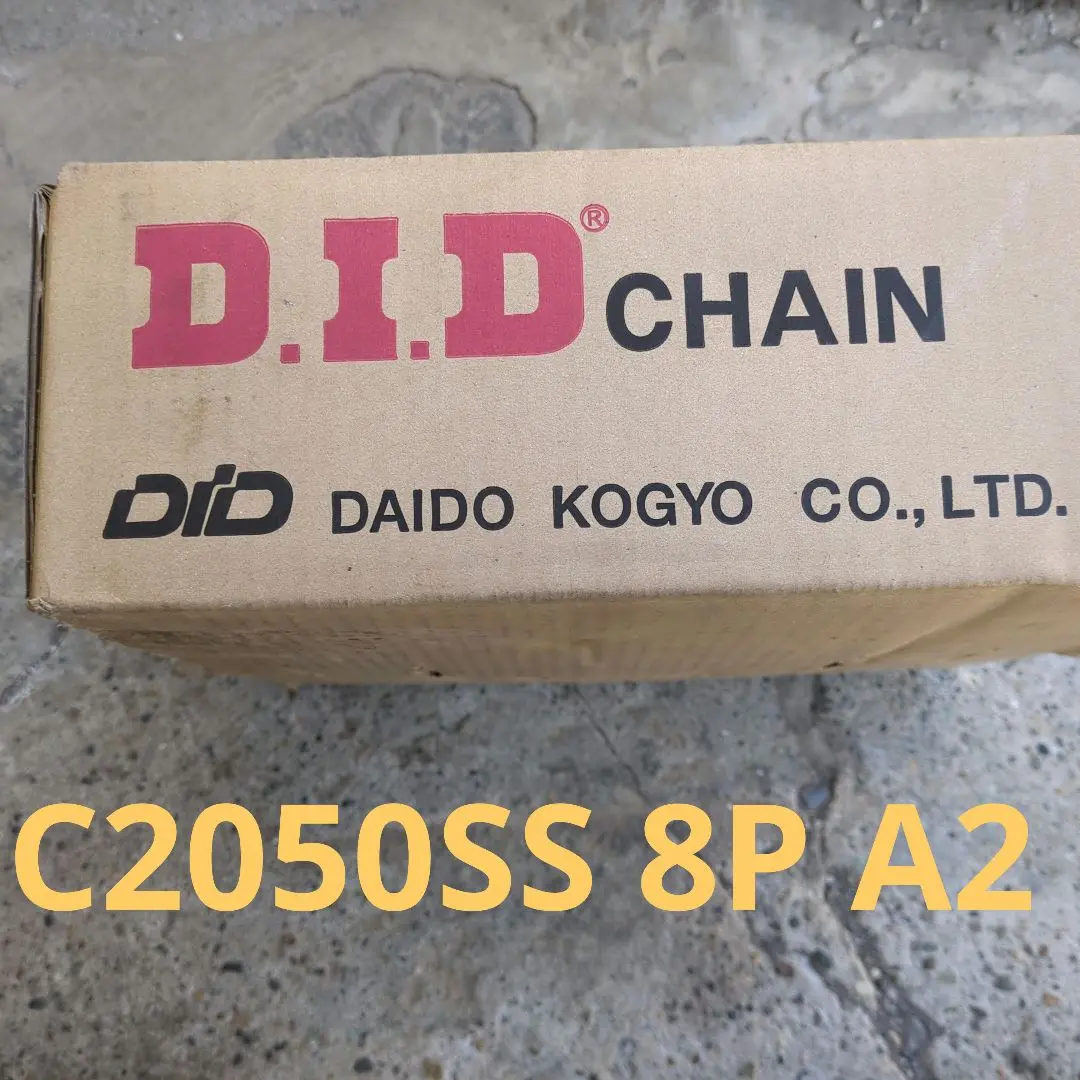 D.I.D® CHAIN
DID DAIDO KOGYO CO., LTD.
C2050SS 8P A2